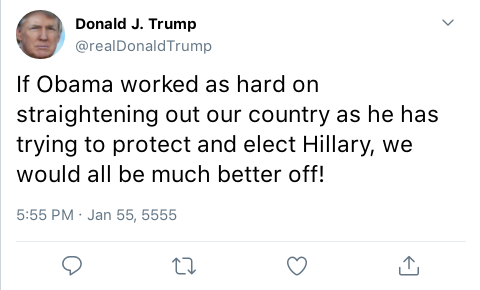 Donald J. Trump
@realDonaldTrump
If Obama worked as hard on
straightening out our country as he has
trying to protect and elect Hillary, we
would all be much better off!
5:55 PM · Jan 55, 5555